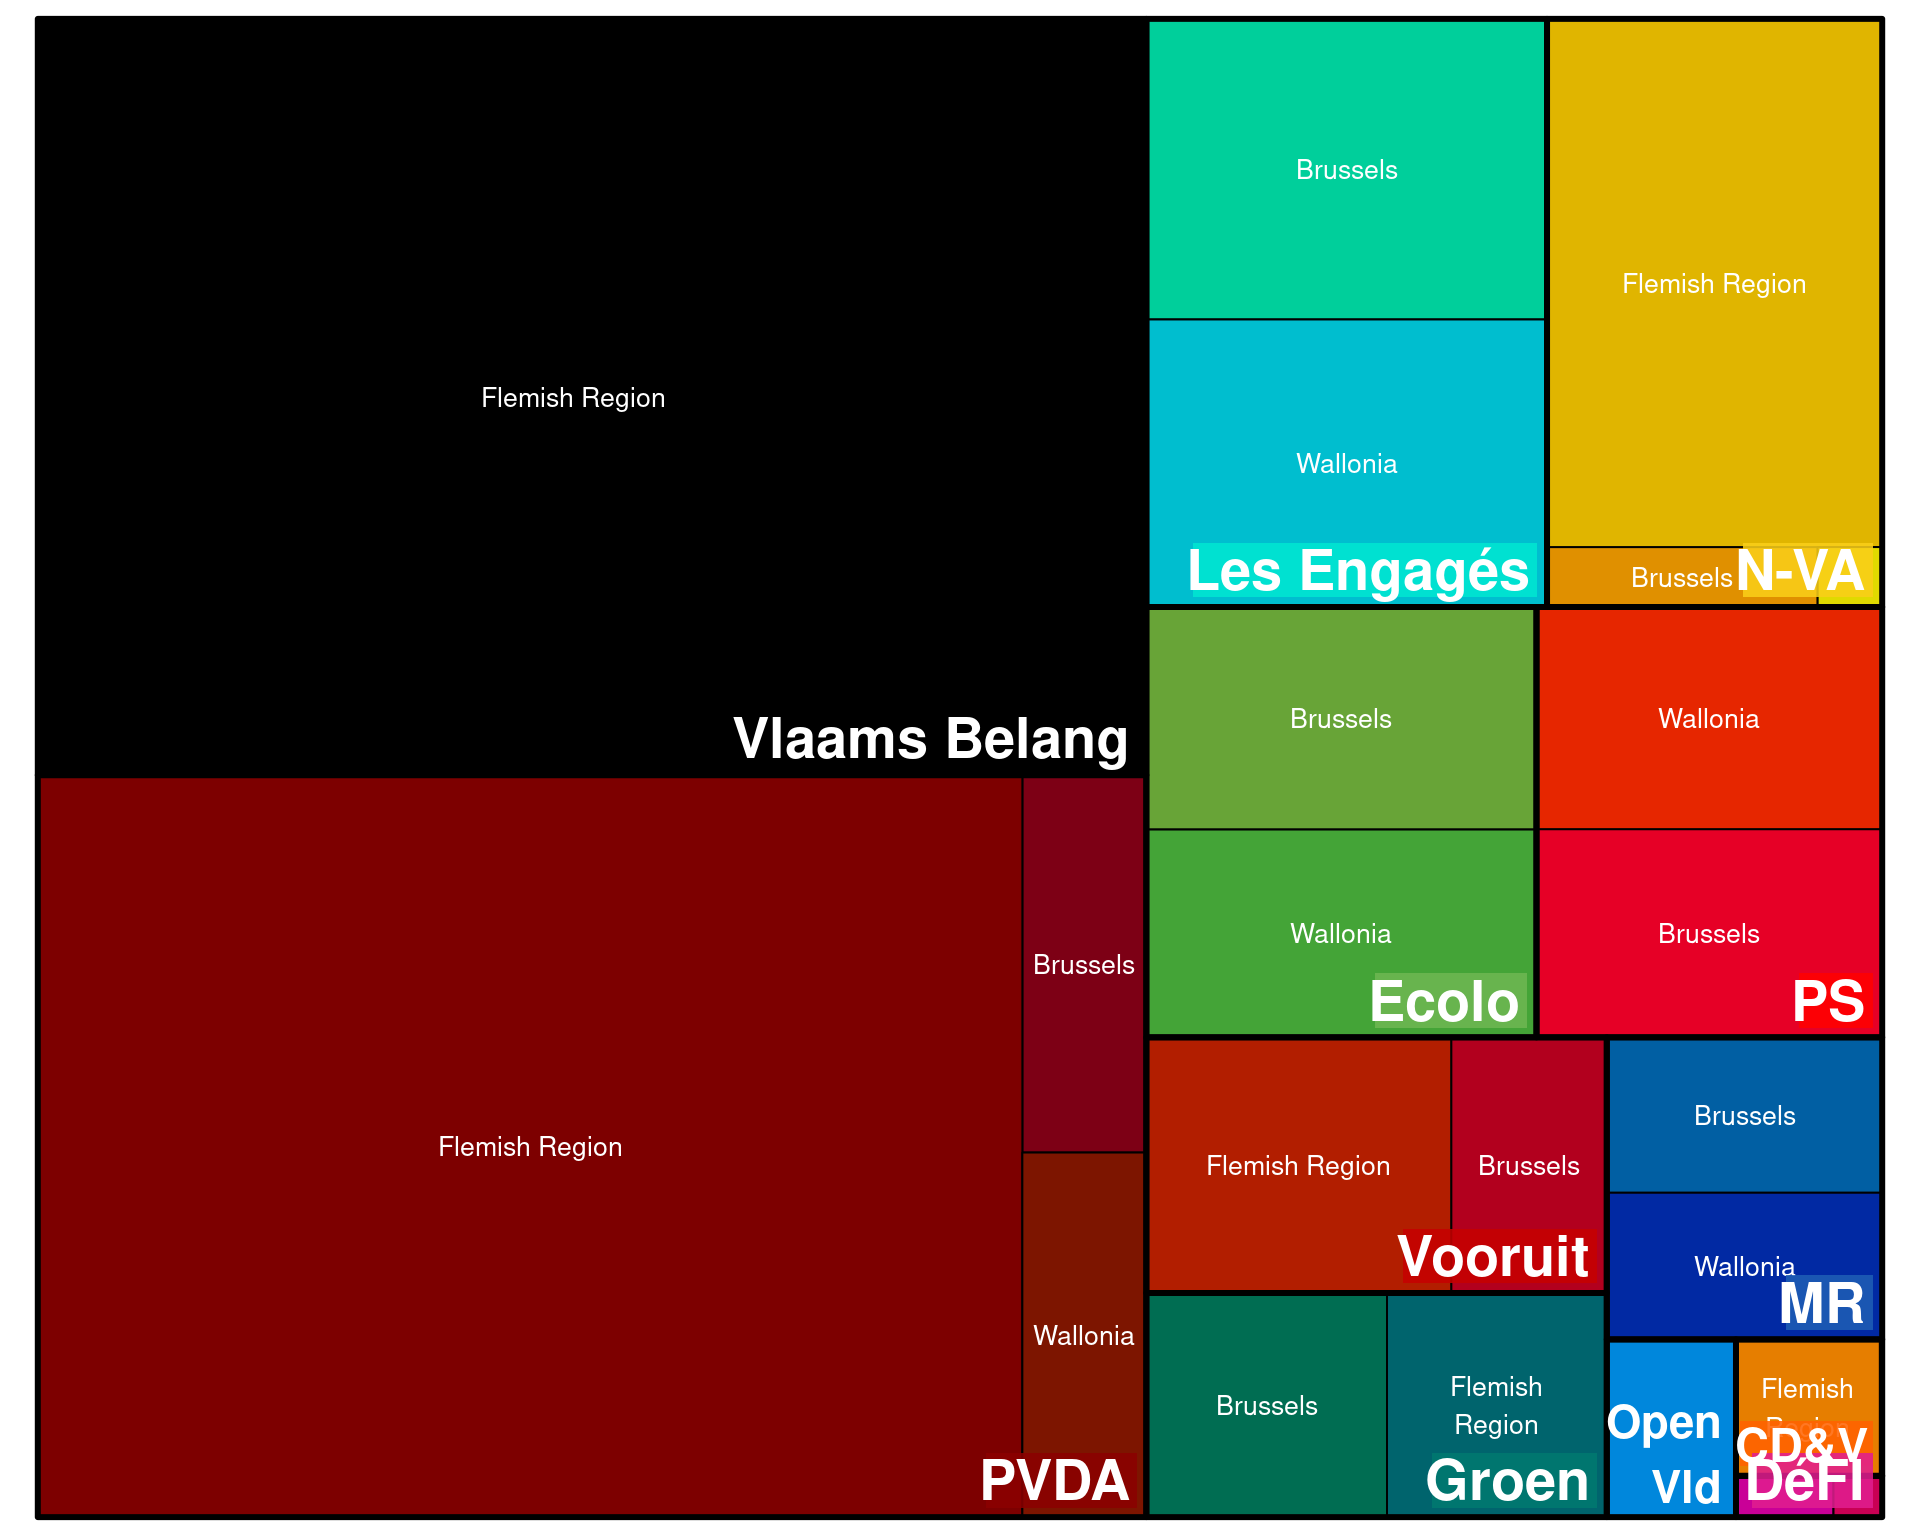 Flemish Region
Vlaams Belang
Flemish Region
Brussels
Wallonia
PVDA
Brussels
Wallonia
Les Engagés
Flemish Region
Brussels
N-VA
Brussels
Wallonia
Ecolo
Wallonia
Brussels
PS
Flemish Region
Brussels
Vooruit
Brussels
Wallonia
MR
Brussels
Flemish
Region
Groen
Open
Vld
Flemish
Region
CD&V
DéFI